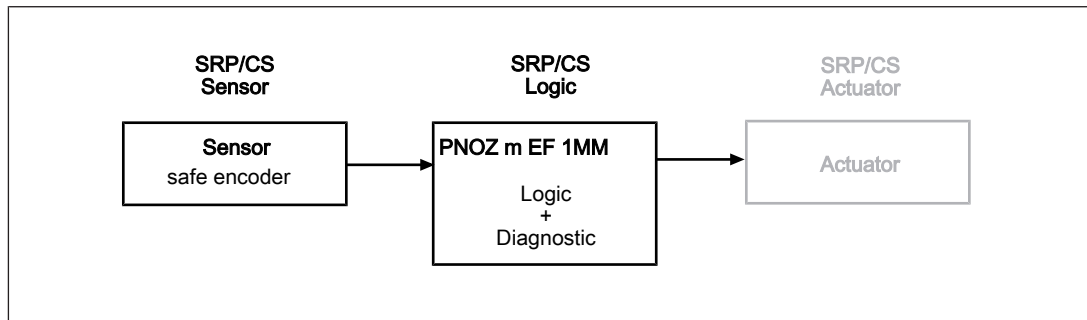 SRP/CS
Sensor
SRP/CS
Logic
SRP/CS
Actuator
Sensor
safe encoder
PNOZ m EF 1MM
Logic
+
Diagnostic
Actuator